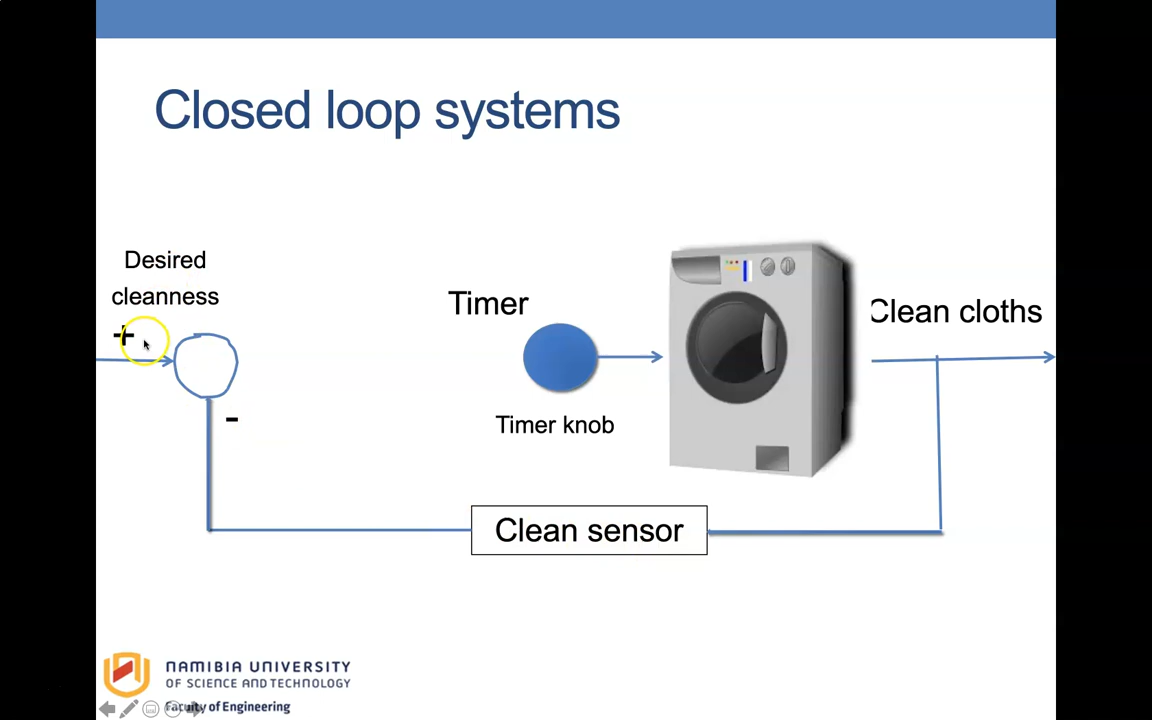 Closed loop systems
Desired
cleanness
+
-
Timer
Timer knob
Clean cloths
Clean sensor
NAMIBIA UNIVERSITY
OF SCIENCE AND TECHNOLOGY
Faculty of Engineering